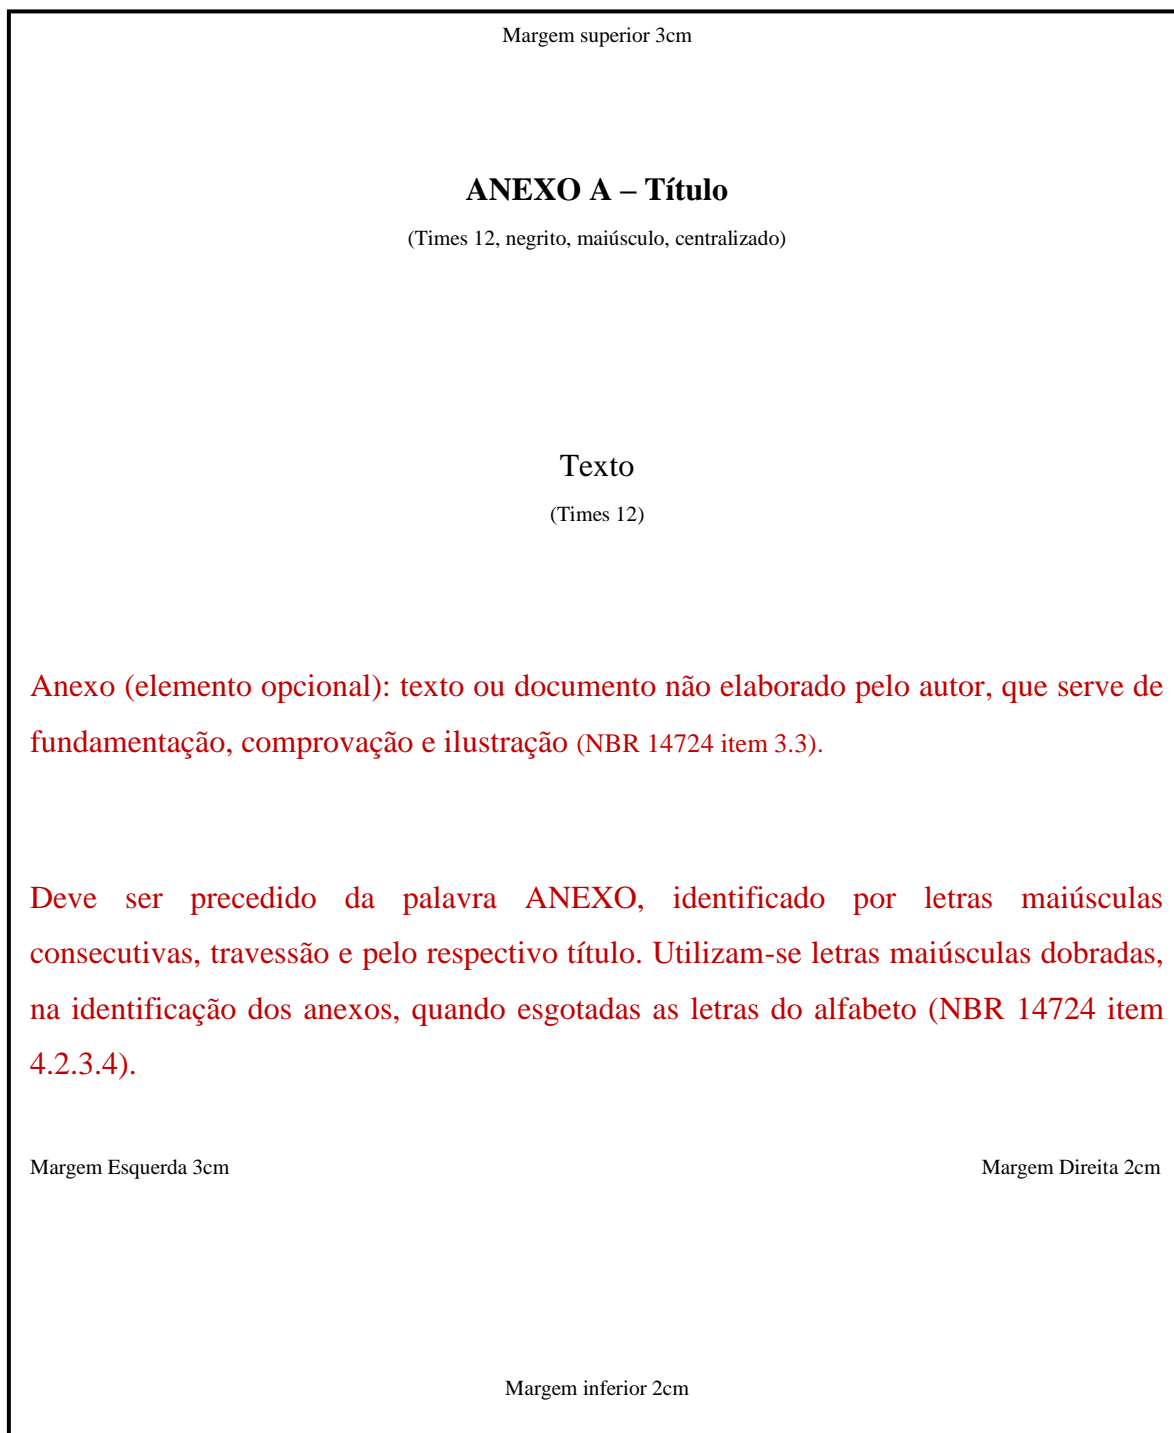 Margem superior 3cm
ANEXO A – Título
(Times 12, negrito, maiúsculo, centralizado)
Texto
(Times 12)
Anexo (elemento opcional): texto ou documento não elaborado pelo autor, que serve de
fundamentação, comprovação e ilustração (NBR 14724 item 3.3).
Deve ser precedido da palavra ANEXO, identificado por letras maiúsculas
consecutivas, travessão e pelo respectivo título. Utilizam-se letras maiúsculas dobradas,
na identificação dos anexos, quando esgotadas as letras do alfabeto (NBR 14724 item
4.2.3.4).
Margem Esquerda 3cm Margem Direita 2cm
Margem inferior 2cm